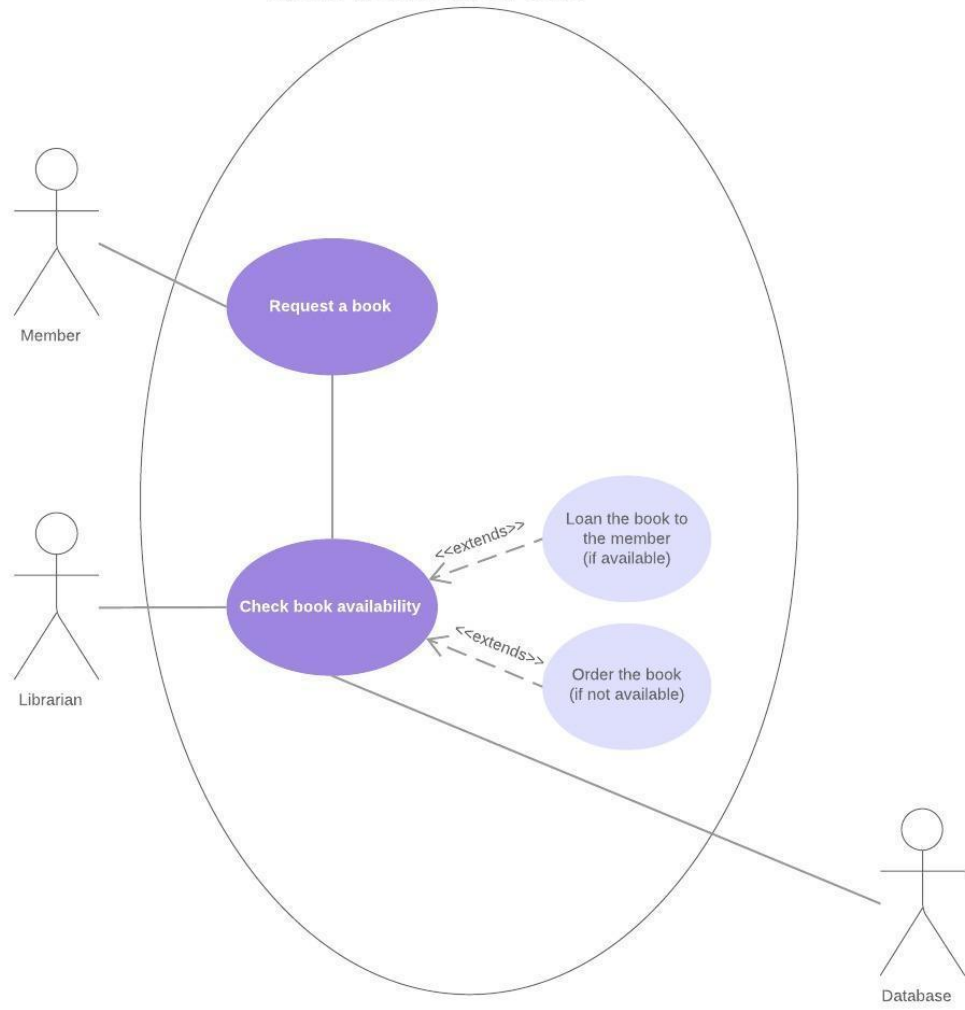 Member
Request a book
Librarian
Check book availability
<<extends>>
Loan the book to
the member
(if available)
<<extends>>
Order the book
(if not available)
Database